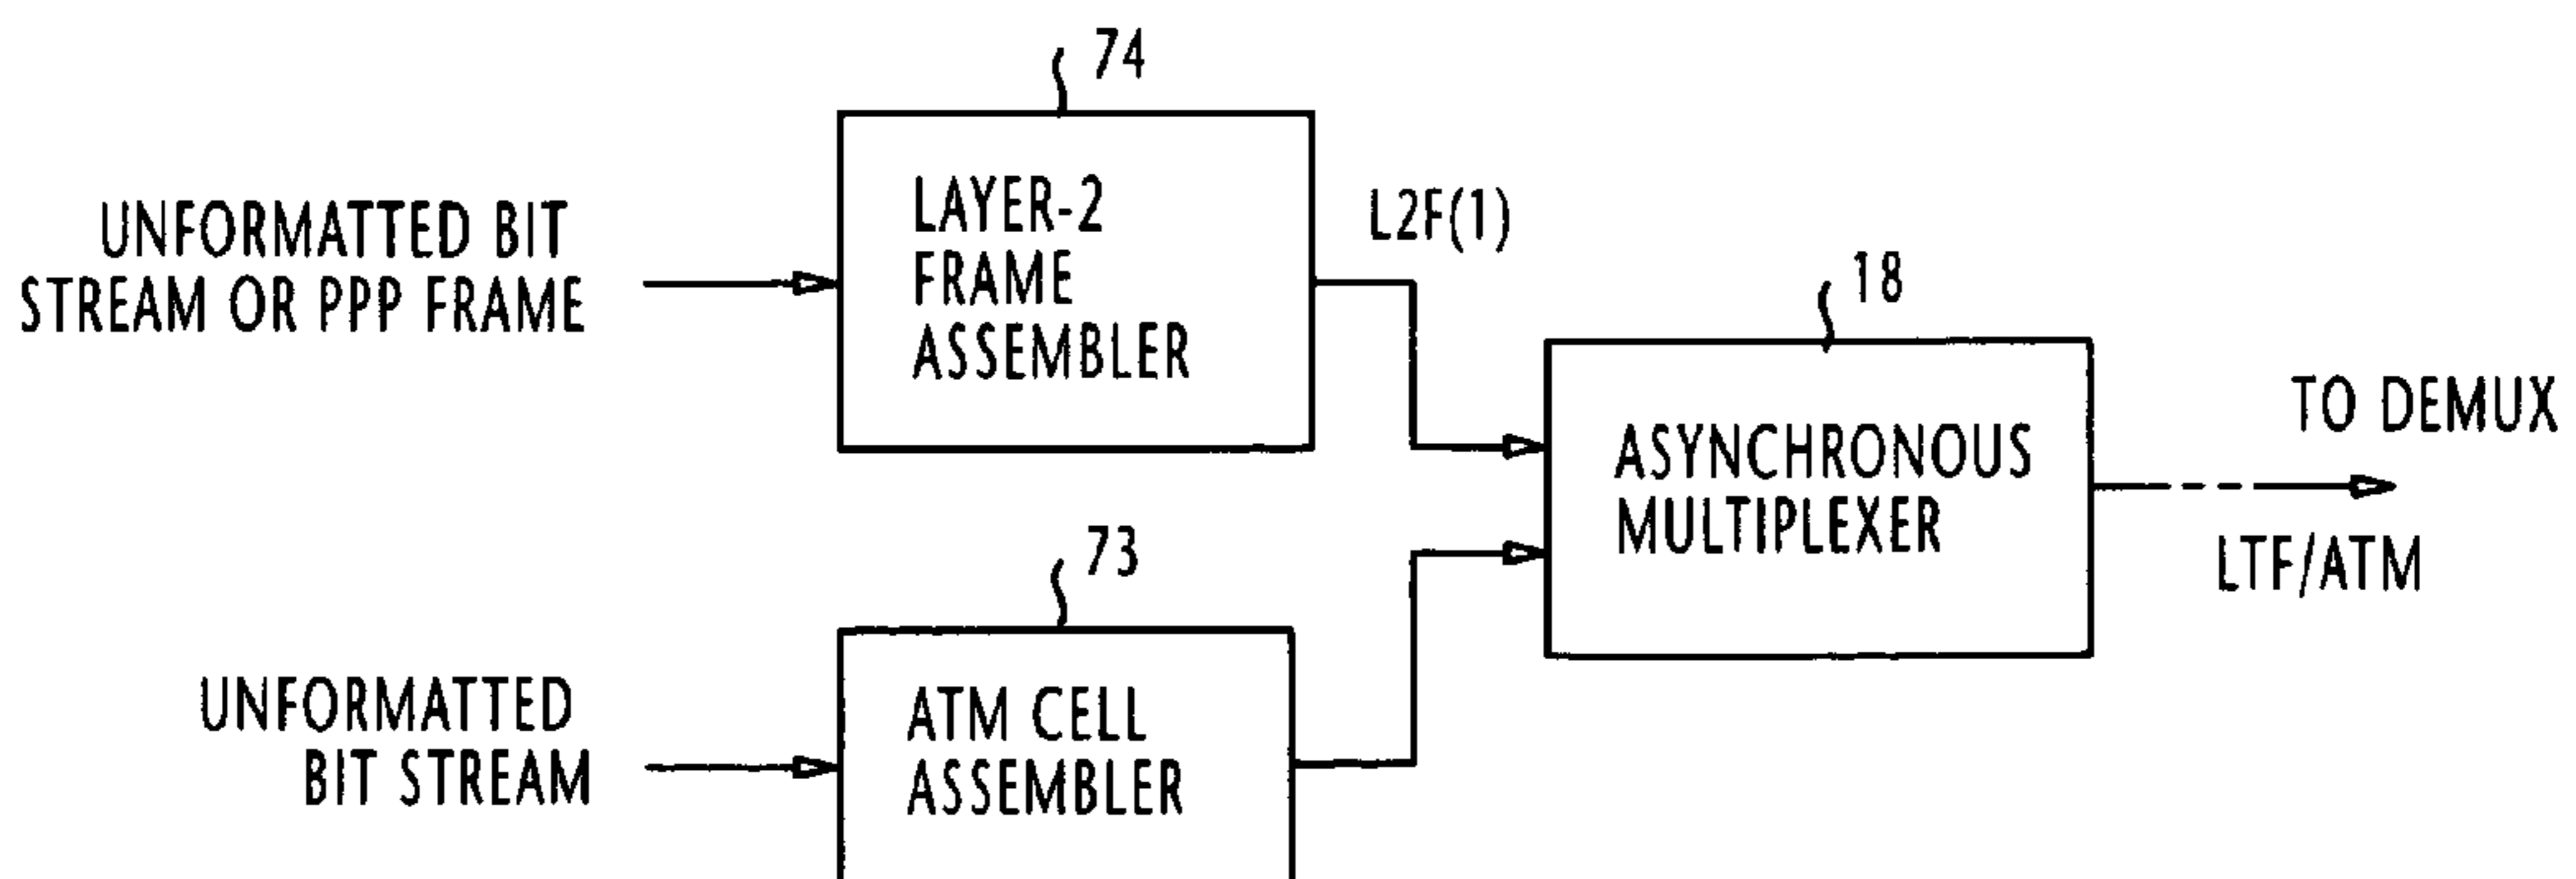 74
UNFORMATTED BIT
STREAM OR PPP FRAME
LAYER-2
FRAME
ASSEMBLER
L2F(1)
18
ASYNCHRONOUS
MULTIPLEXER
TO DEMUX
LTF/ATM
73
UNFORMATTED
BIT STREAM
ATM CELL
ASSEMBLER